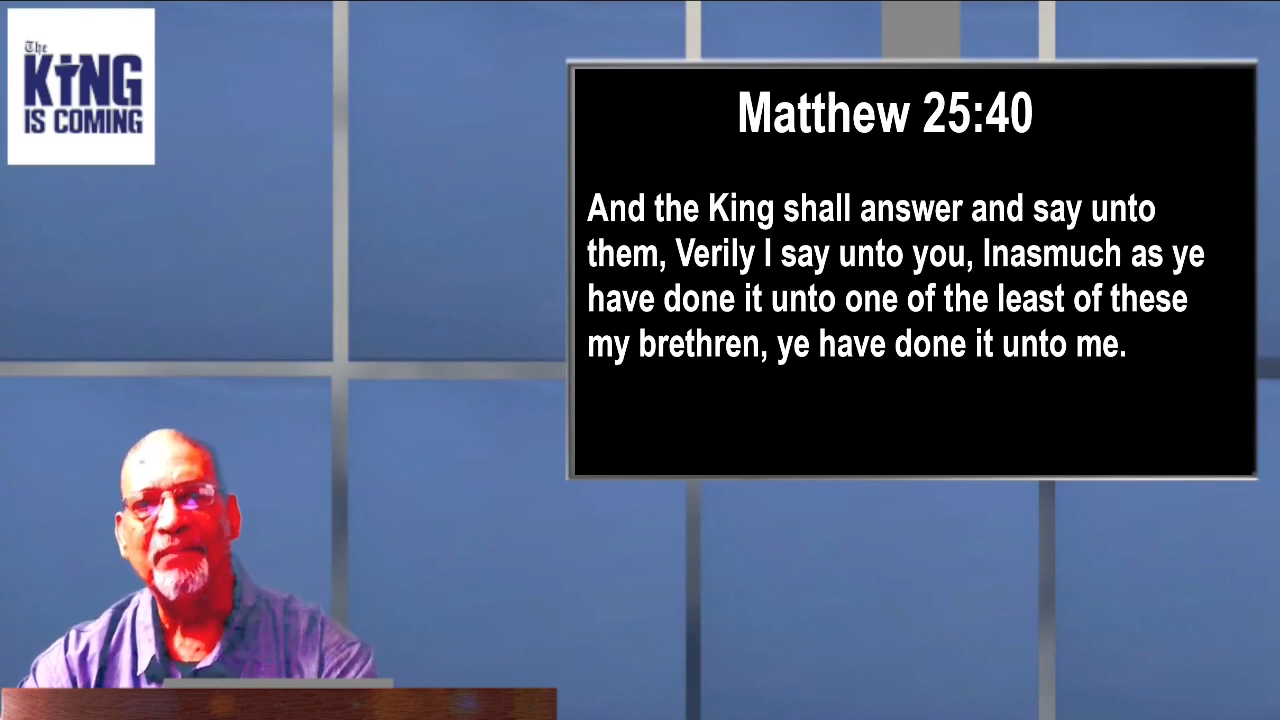 The
KING
IS COMING
Matthew 25:40
And the King shall answer and say unto
them, Verily I say unto you, Inasmuch as ye
have done it unto one of the least of these
my brethren, ye have done it unto me.